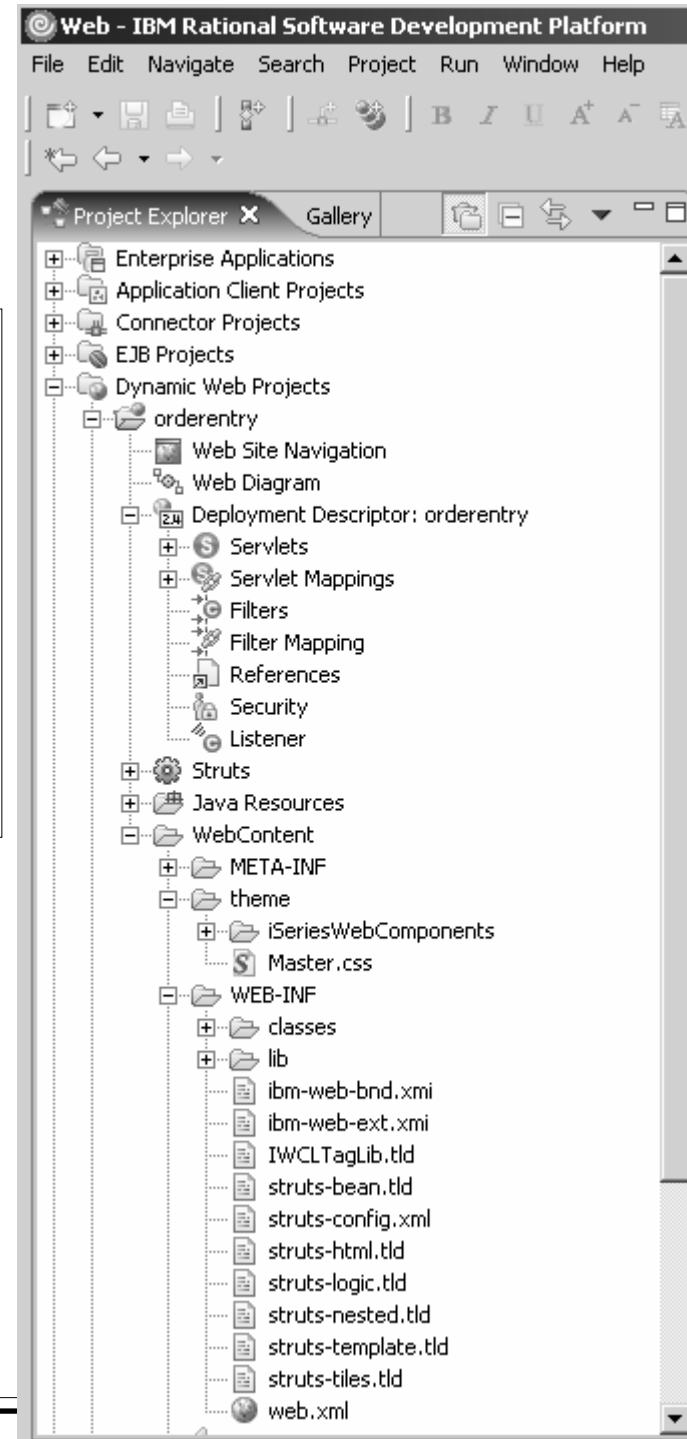 Web - IBM Rational Software Development Platform
File Edit Navigate Search Project Run Window Help
B I U A+ A- A
Project Explorer Gallery
Enterprise Applications
Application Client Projects
Connector Projects
EJB Projects
Dynamic Web Projects
orderentry
Web Site Navigation
Web Diagram
2.4 Deployment Descriptor: orderentry
S Servlets
S Servlet Mappings
Filters
Filter Mapping
References
Security
Listener
Struts
Java Resources
WebContent
META-INF
theme
iSeriesWebComponents
S Master.css
WEB-INF
classes
lib
ibm-web-bnd.xmi
ibm-web-ext.xmi
IWCLTagLib.tld
struts-bean.tld
struts-config.xml
struts-html.tld
struts-logic.tld
struts-nested.tld
struts-template.tld
struts-tiles.tld
web.xml